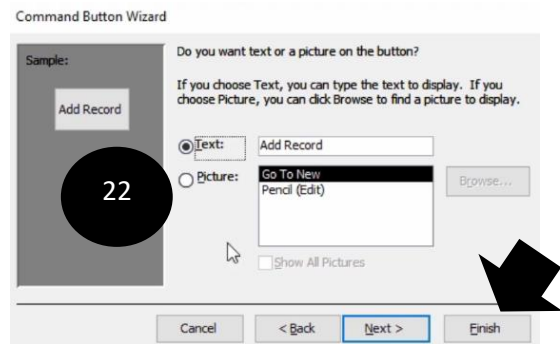 Command Button Wizard
Sample:
Add Record
22
Do you want text or a picture on the button?
If you choose Text, you can type the text to display. If you
choose Picture, you can click Browse to find a picture to display.
Text: Add Record
Picture: Go To New
Pencil (Edit)
Browse...
Show All Pictures
Cancel < Back Next > Finish